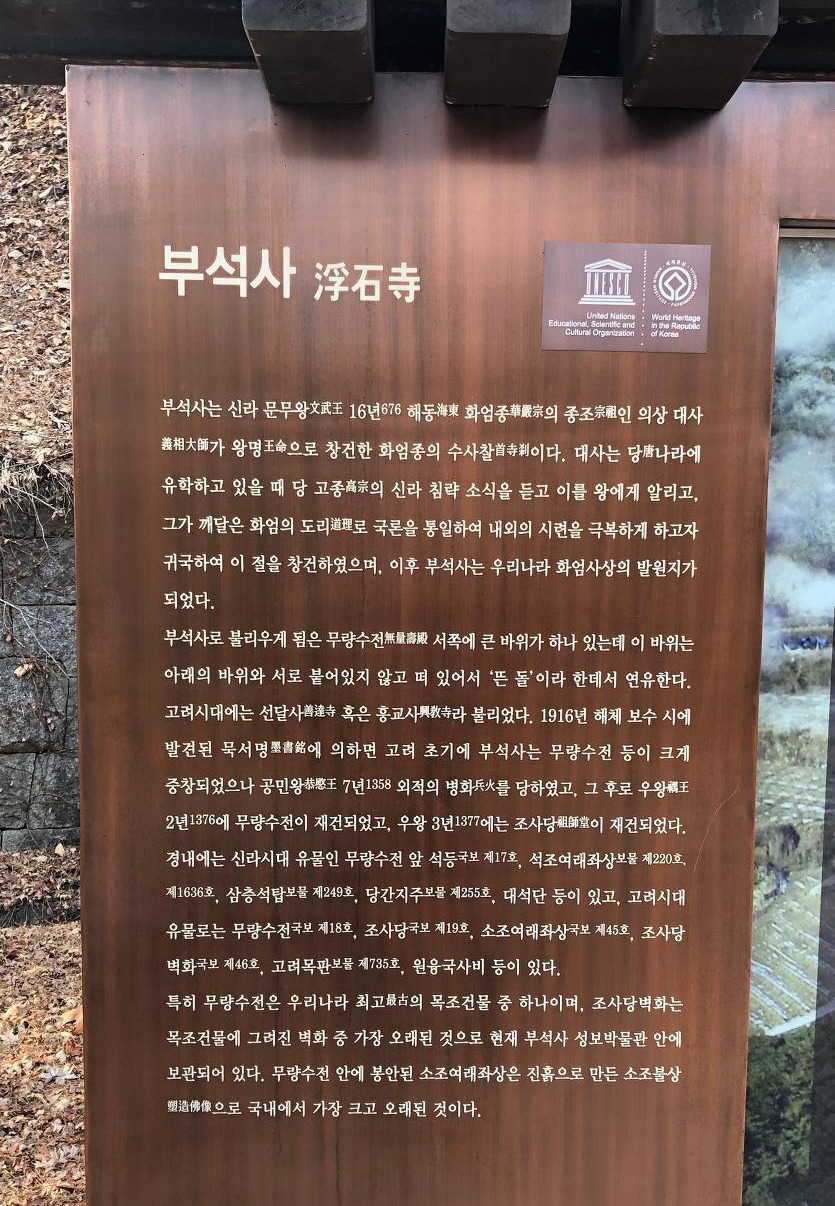 부석사 浮石寺
UNESCO
United Nations
Educational, Scientific and
Cultural Organization
World Heritage
in the Republic
of Korea
부석사는 신라 문무왕文武王 16년676 해동海東 화엄종華嚴宗의 종조宗祖인 의상 대사
義相大師가 왕명王命으로 창건한 화엄종의 수사찰首寺刹이다. 대사는 당唐나라에
유학하고 있을 때 당 고종高宗의 신라 침략 소식을 듣고 이를 왕에게 알리고,
그가 깨달은 화엄의 도리道理로 국론을 통일하여 내외의 시련을 극복하게 하고자
귀국하여 이 절을 창건하였으며, 이후 부석사는 우리나라 화엄사상의 발원지가
되었다.
부석사로 불리우게 됨은 무량수전無量壽殿 서쪽에 큰 바위가 하나 있는데 이 바위는
아래의 바위와 서로 붙어있지 않고 떠 있어서 ‘뜬 돌’이라 한데서 연유한다.
고려시대에는 선달사善達寺 혹은 흥교사興敎寺라 불리었다. 1916년 해체 보수 시에
발견된 묵서명墨書銘에 의하면 고려 초기에 부석사는 무량수전 등이 크게
중창되었으나 공민왕恭愍王 7년1358 외적의 병화兵火를 당하였고, 그 후로 우왕禑王
2년1376에 무량수전이 재건되었고, 우왕 3년1377에는 조사당祖師堂이 재건되었다.
경내에는 신라시대 유물인 무량수전 앞 석등국보 제17호, 석조여래좌상보물 제220호,
제1636호, 삼층석탑보물 제249호, 당간지주보물 제255호, 대석단 등이 있고, 고려시대
유물로는 무량수전국보 제18호, 조사당국보 제19호, 소조여래좌상국보 제45호, 조사당
벽화국보 제46호, 고려목판보물 제735호, 원융국사비 등이 있다.
특히 무량수전은 우리나라 최고最古의 목조건물 중 하나이며, 조사당벽화는
목조건물에 그려진 벽화 중 가장 오래된 것으로 현재 부석사 성보박물관 안에
보관되어 있다. 무량수전 안에 봉안된 소조여래좌상은 진흙으로 만든 소조불상
塑造佛像으로 국내에서 가장 크고 오래된 것이다.